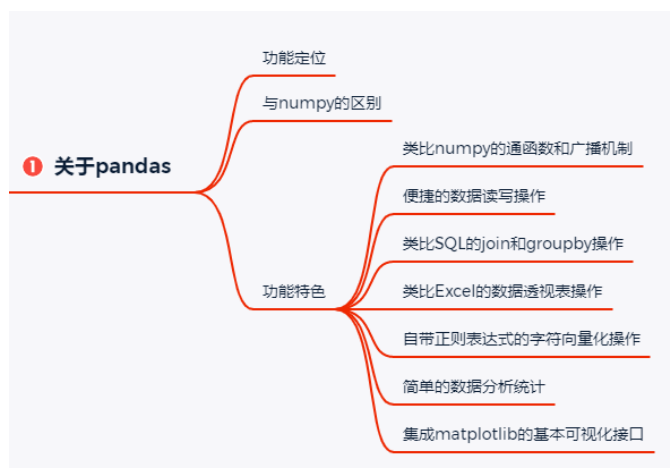 功能定位
与numpy的区别
1 关于pandas
类比numpy的通函数和广播机制
便捷的数据读写操作
类比SQL的join和groupby操作
功能特色
类比Excel的数据透视表操作
自带正则表达式的字符向量化操作
简单的数据分析统计
集成matplotlib的基本可视化接口